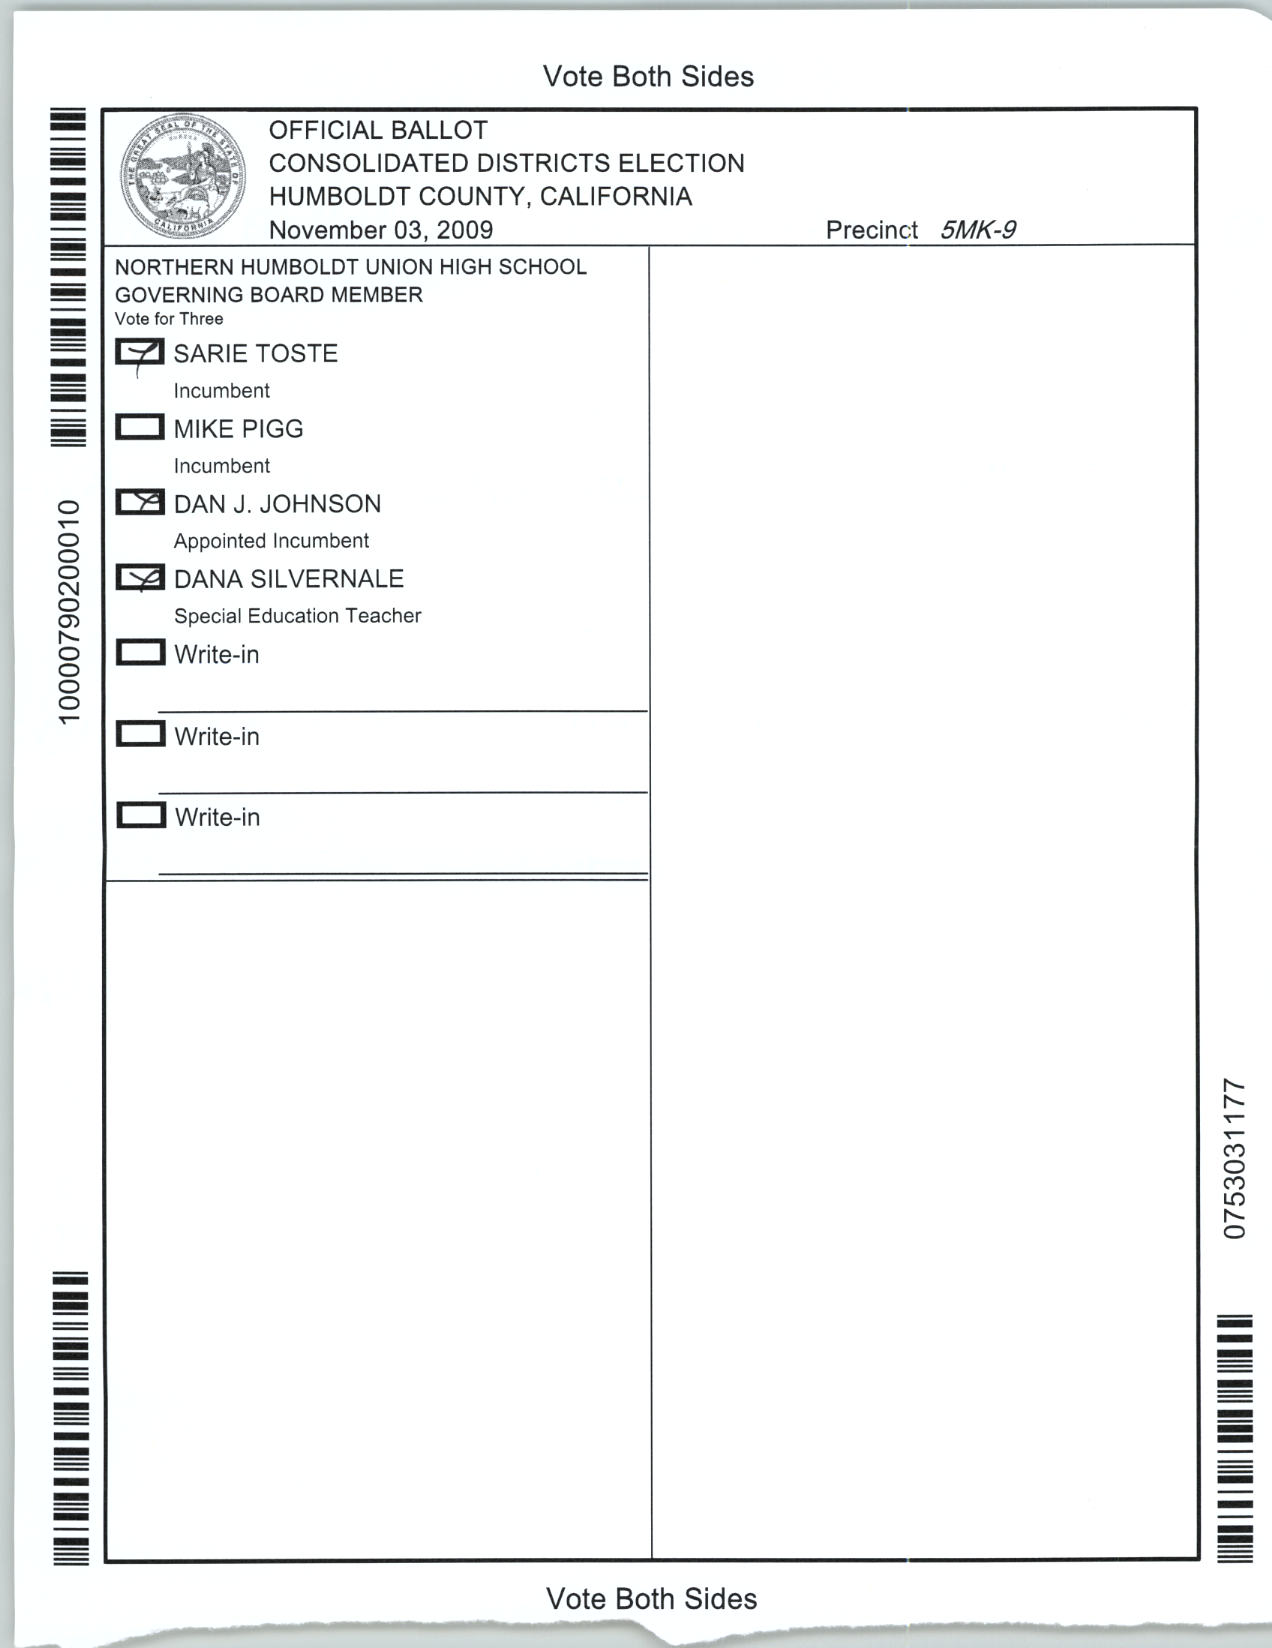 Vote Both Sides
OFFICIAL BALLOT
CONSOLIDATED DISTRICTS ELECTION
HUMBOLDT COUNTY, CALIFORNIA
November 03, 2009
Precinct 5MK-9
THE GREAT SEAL OF THE STATE OF CALIFORNIA
NORTHERN HUMBOLDT UNION HIGH SCHOOL
GOVERNING BOARD MEMBER
Vote for Three
SARIE TOSTE
Incumbent
MIKE PIGG
Incumbent
DAN J. JOHNSON
Appointed Incumbent
DANA SILVERNALE
Special Education Teacher
Write-in
Write-in
Write-in
10000790200010
0753031177
Vote Both Sides